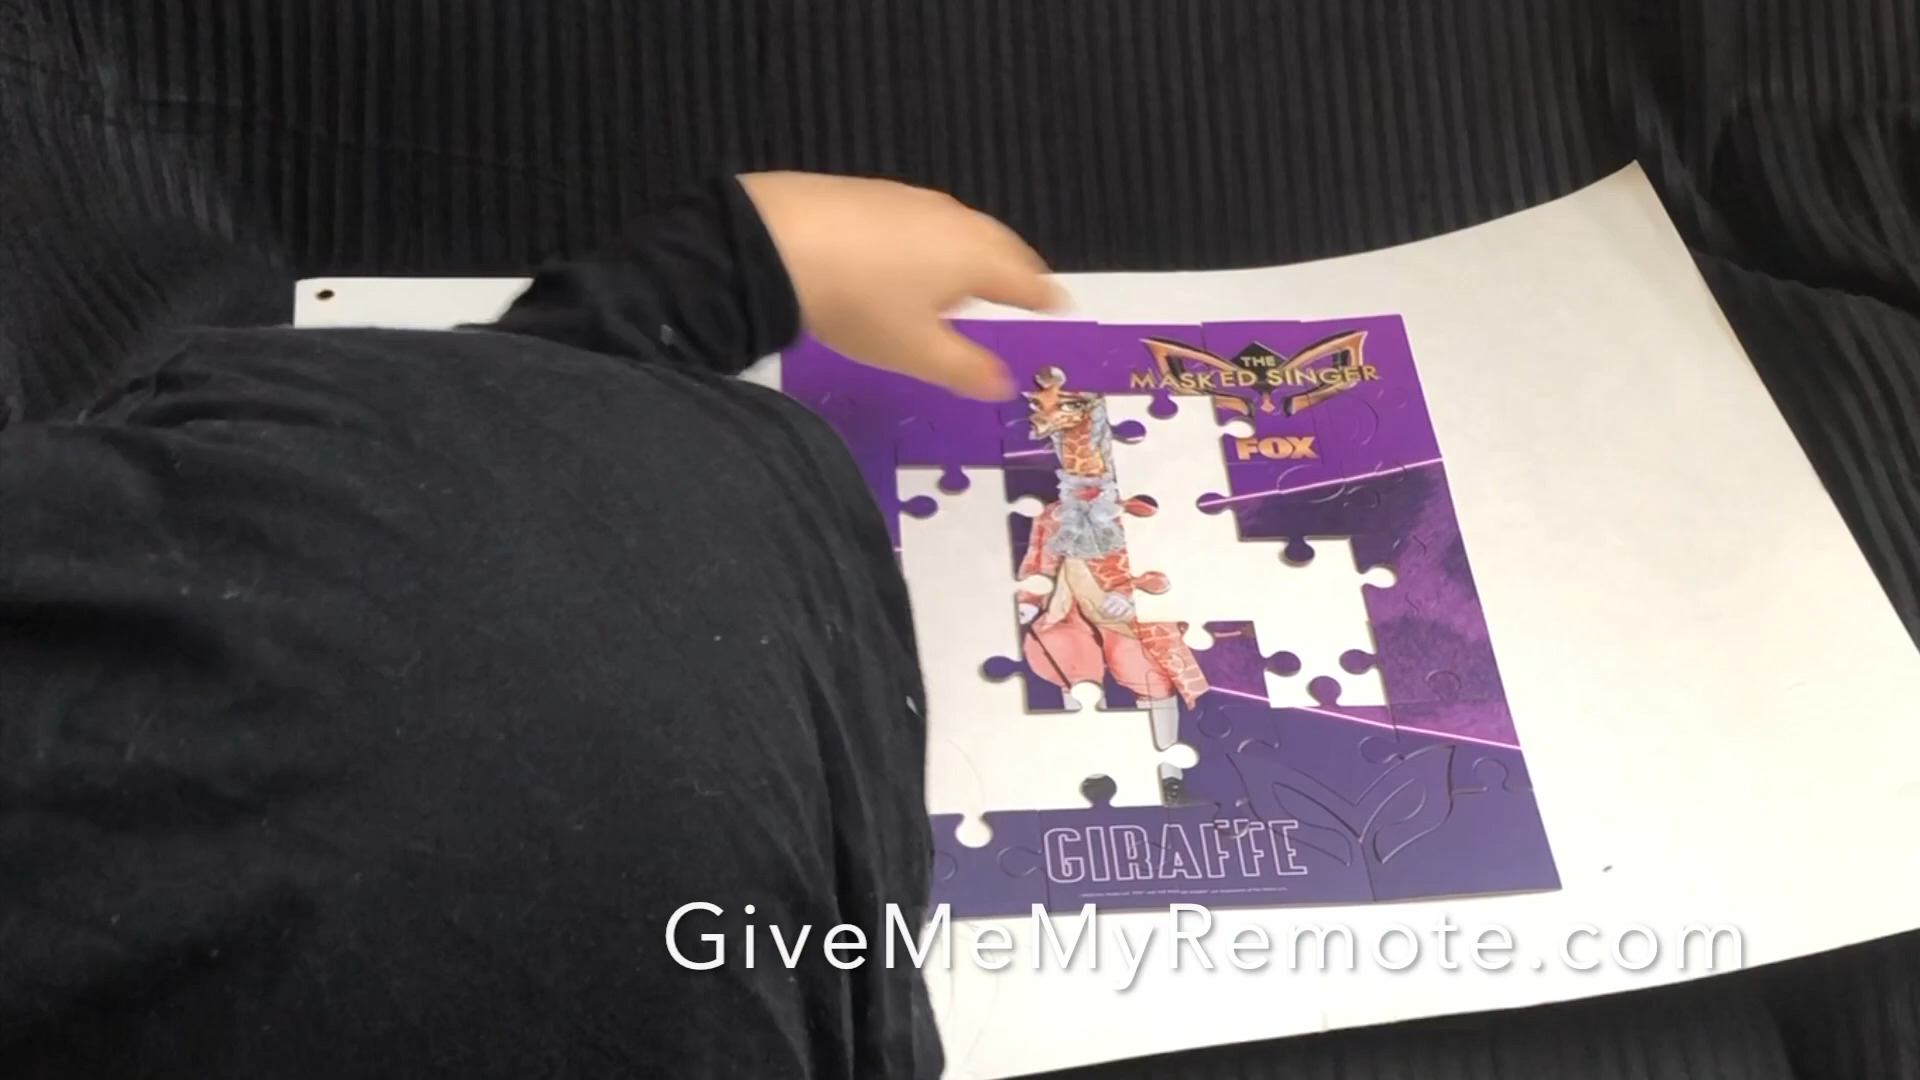 THE
MASKED SINGER
FOX
GIRAFFE
GiveMeMyRemote.com